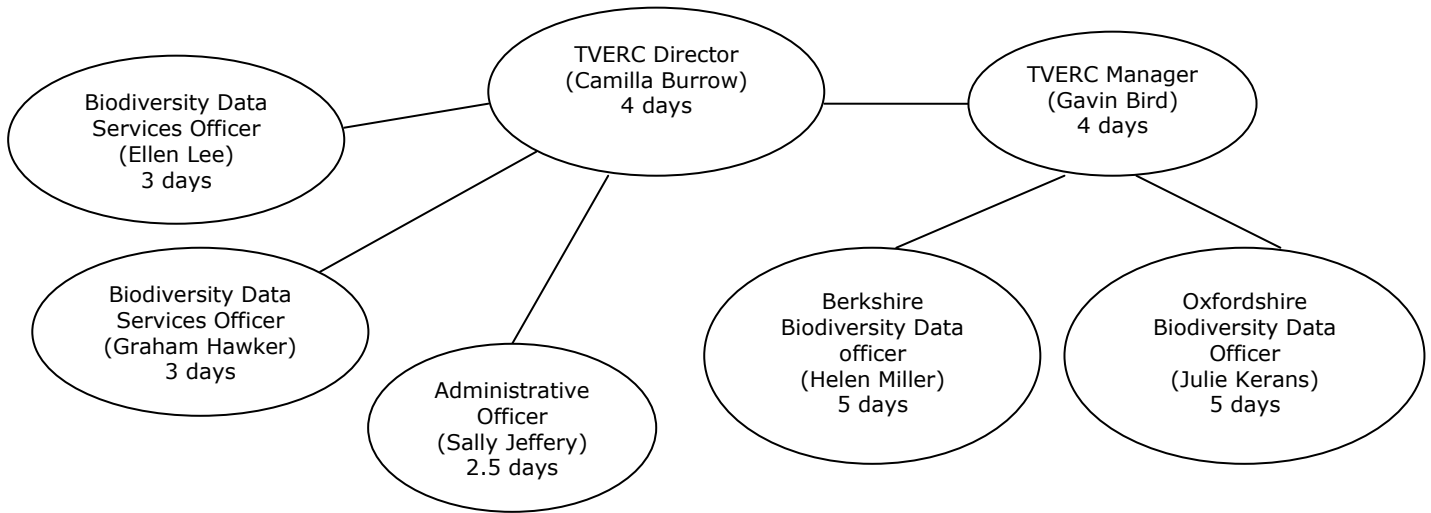 TVERC Director
(Camilla Burrow)
4 days
TVERC Manager
(Gavin Bird)
4 days
Biodiversity Data
Services Officer
(Ellen Lee)
3 days
Biodiversity Data
Services Officer
(Graham Hawker)
3 days
Administrative
Officer
(Sally Jeffery)
2.5 days
Berkshire
Biodiversity Data
officer
(Helen Miller)
5 days
Oxfordshire
Biodiversity Data
Officer
(Julie Kerans)
5 days